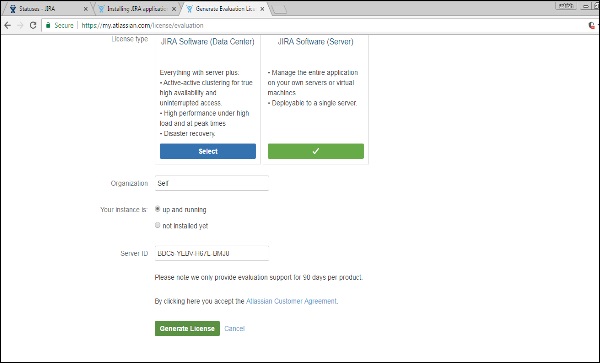 Statuses - JIRA
Installing JIRA applicatio
Generate Evaluation Lice
Secure https://my.atlassian.com/license/evaluation
License type
JIRA Software (Data Center)
JIRA Software (Server)
Everything with server plus:
• Active-active clustering for true
high availability and
uninterrupted access.
• High performance under high
load and at peak times
• Disaster recovery.
• Manage the entire application
on your own servers or virtual
machines
• Deployable to a single server.
Select
Organization
Self
Your instance is:
up and running
not installed yet
Server ID
Please note we only provide evaluation support for 90 days per product.
By clicking here you accept the Atlassian Customer Agreement.
Generate License
Cancel